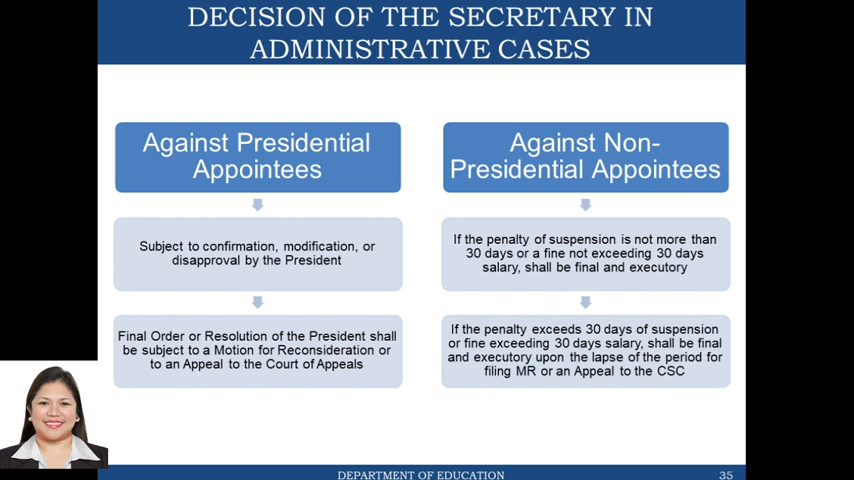 DECISION OF THE SECRETARY IN
ADMINISTRATIVE CASES
Against Presidential
Appointees
Subject to confirmation, modification, or
disapproval by the President
Final Order or Resolution of the President shall
be subject to a Motion for Reconsideration or
to an Appeal to the Court of Appeals
Against Non-
Presidential Appointees
If the penalty of suspension is not more than
30 days or a fine not exceeding 30 days
salary, shall be final and executory
If the penalty exceeds 30 days of suspension
or fine exceeding 30 days salary, shall be final
and executory upon the lapse of the period for
filing MR or an Appeal to the CSC
DEPARTMENT OF EDUCATION
35